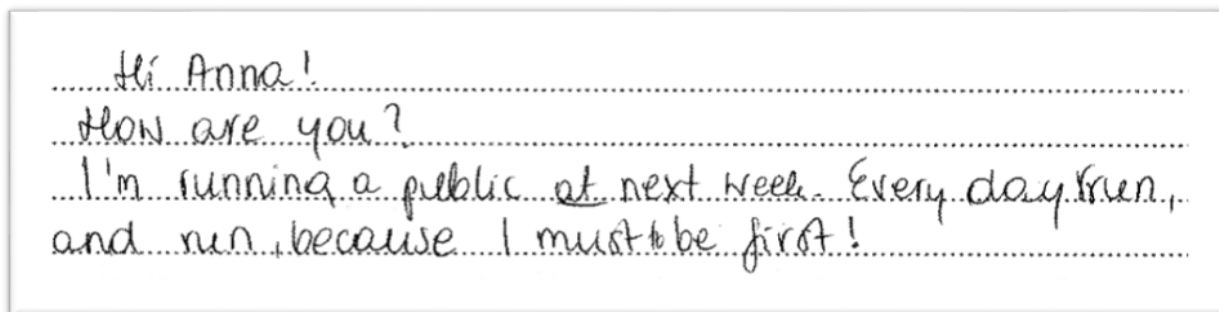 Hi Anna!
How are you?
I'm running a public at next week. Every day I run,
and run, because I must to be first!